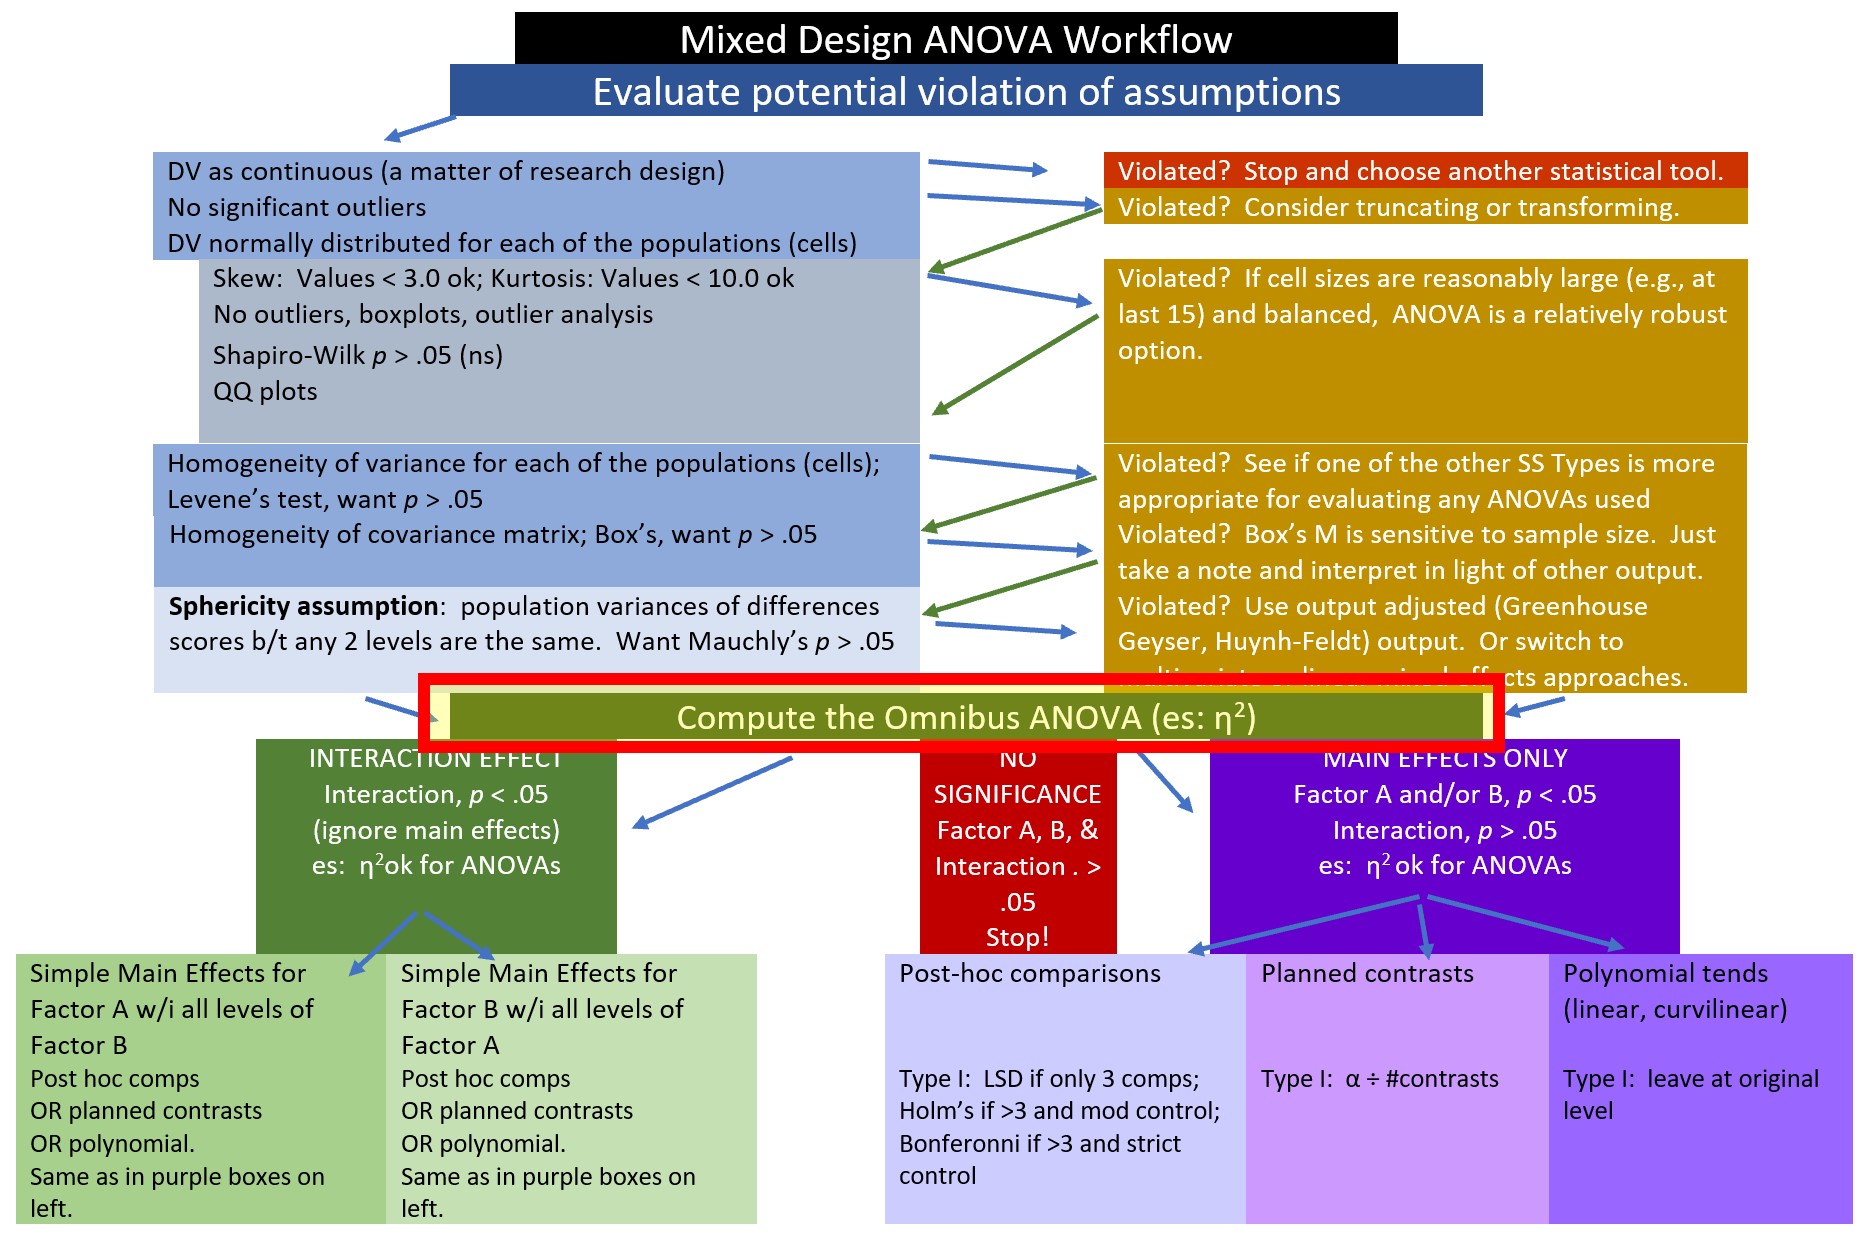 Mixed Design ANOVA Workflow
Evaluate potential violation of assumptions
DV as continuous (a matter of research design)
No significant outliers
DV normally distributed for each of the populations (cells)
Violated?  Stop and choose another statistical tool.
Violated?  Consider truncating or transforming.
Skew:  Values < 3.0 ok; Kurtosis: Values < 10.0 ok
No outliers, boxplots, outlier analysis
Shapiro-Wilk p > .05 (ns)
QQ plots
Violated?  If cell sizes are reasonably large (e.g., at
last 15) and balanced,  ANOVA is a relatively robust
option.
Homogeneity of variance for each of the populations (cells);
Levene's test, want p > .05
Homogeneity of covariance matrix; Box's, want p > .05
Violated?  See if one of the other SS Types is more
appropriate for evaluating any ANOVAs used
Violated?  Box's M is sensitive to sample size.  Just
take a note and interpret in light of other output.
Sphericity assumption:  population variances of differences
scores b/t any 2 levels are the same.  Want Mauchly's p > .05
Violated?  Use output adjusted (Greenhouse
Geyser, Huynh-Feldt) output.  Or switch to
approaches.
Compute the Omnibus ANOVA (es: η²)
INTERACTION EFFECT
Interaction, p < .05
(ignore main effects)
es:  η²ok for ANOVAs
NO
SIGNIFICANCE
Factor A, B, &
Interaction . >
.05
Stop!
MAIN EFFECTS ONLY
Factor A and/or B, p < .05
Interaction, p > .05
es:  η² ok for ANOVAs
Simple Main Effects for
Factor A w/i all levels of
Factor B
Post hoc comps
OR planned contrasts
OR polynomial.
Same as in purple boxes on
left.
Simple Main Effects for
Factor B w/i all levels of
Factor A
Post hoc comps
OR planned contrasts
OR polynomial.
Same as in purple boxes on
left.
Post-hoc comparisons
Type I:  LSD if only 3 comps;
Holm's if >3 and mod control;
Bonferonni if >3 and strict
control
Planned contrasts
Type I:  α ÷ #contrasts
Polynomial tends
(linear, curvilinear)
Type I:  leave at original
level